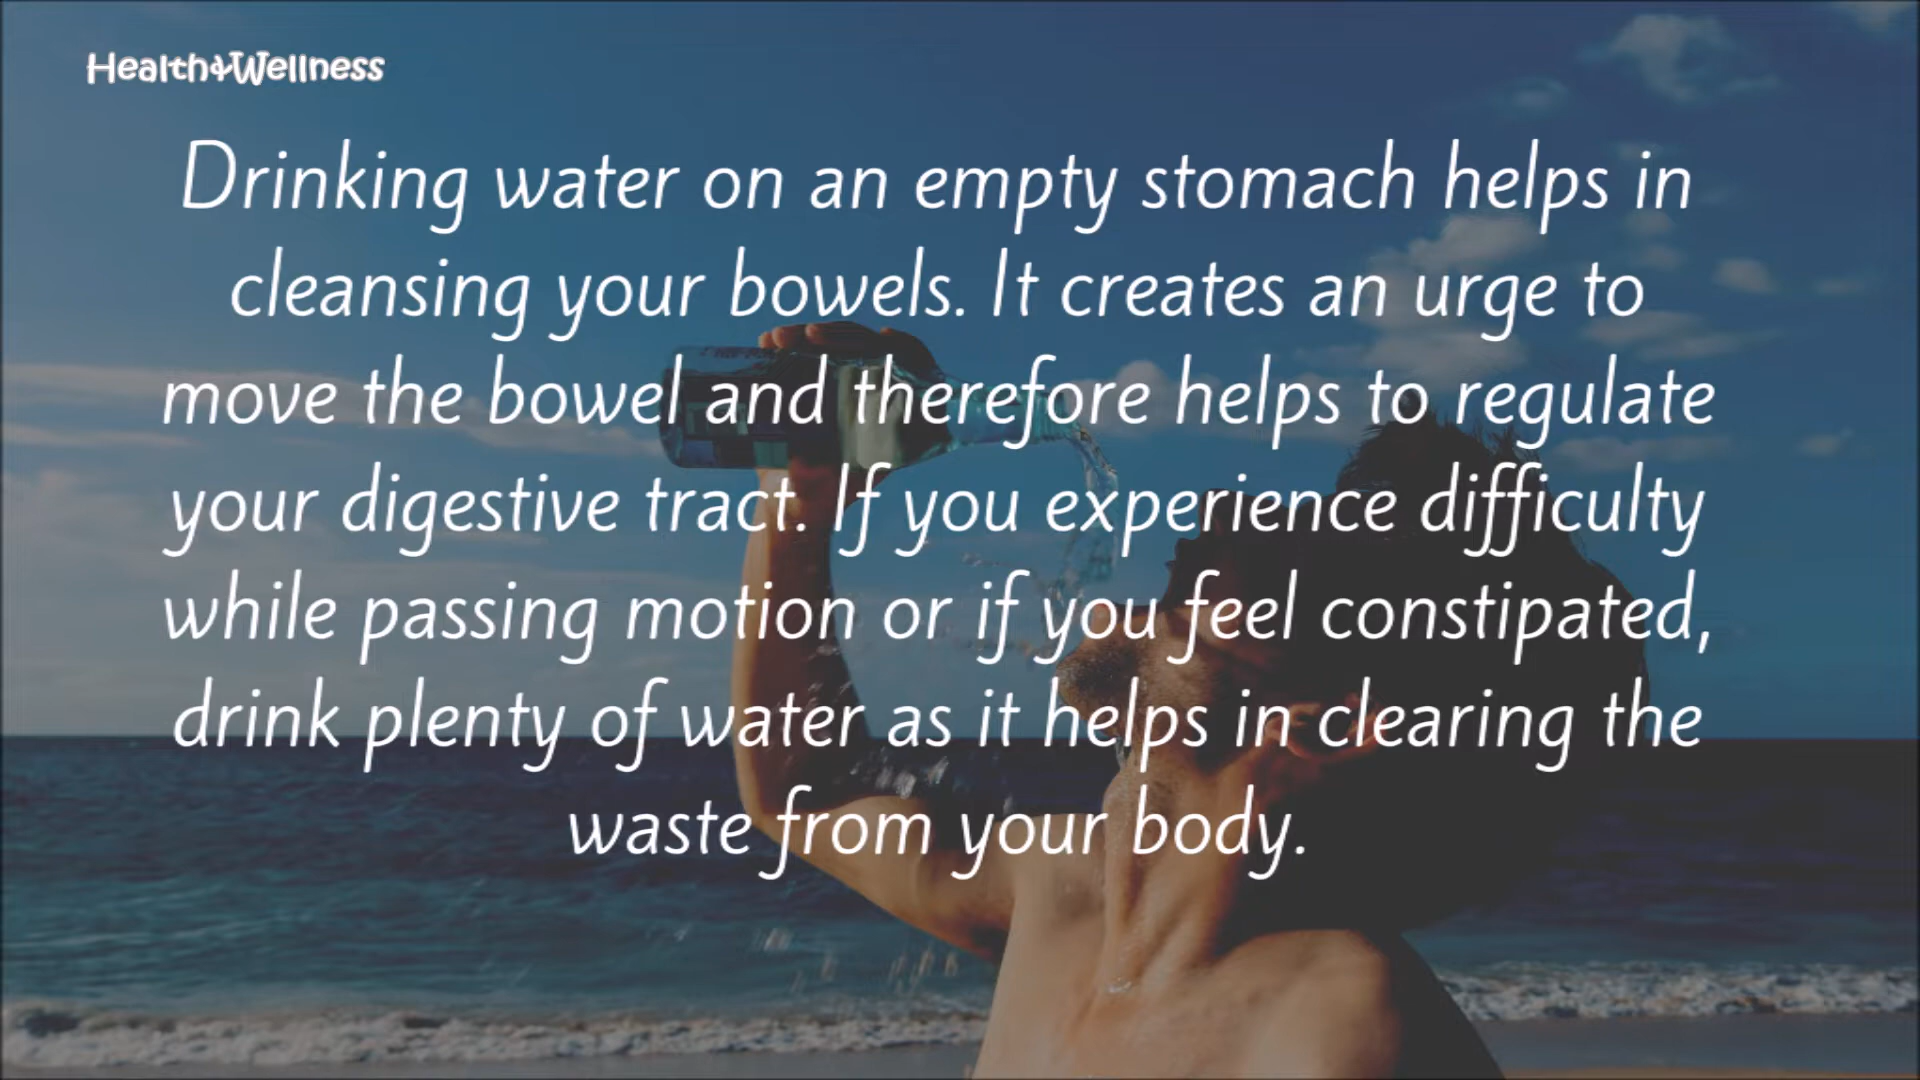 Health&Wellness
Drinking water on an empty stomach helps in
cleansing your bowels. It creates an urge to
move the bowel and therefore helps to regulate
your digestive tract. If you experience difficulty
while passing motion or if you feel constipated,
drink plenty of water as it helps in clearing the
waste from your body.